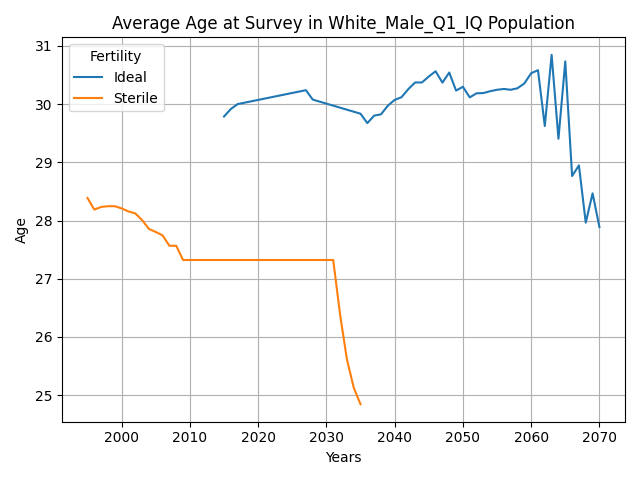 Average Age at Survey in White_Male_Q1_IQ Population
Fertility
Ideal
Sterile
Age
31
30
29
28
27
26
25
2000 2010 2020 2030 2040 2050 2060 2070
Years